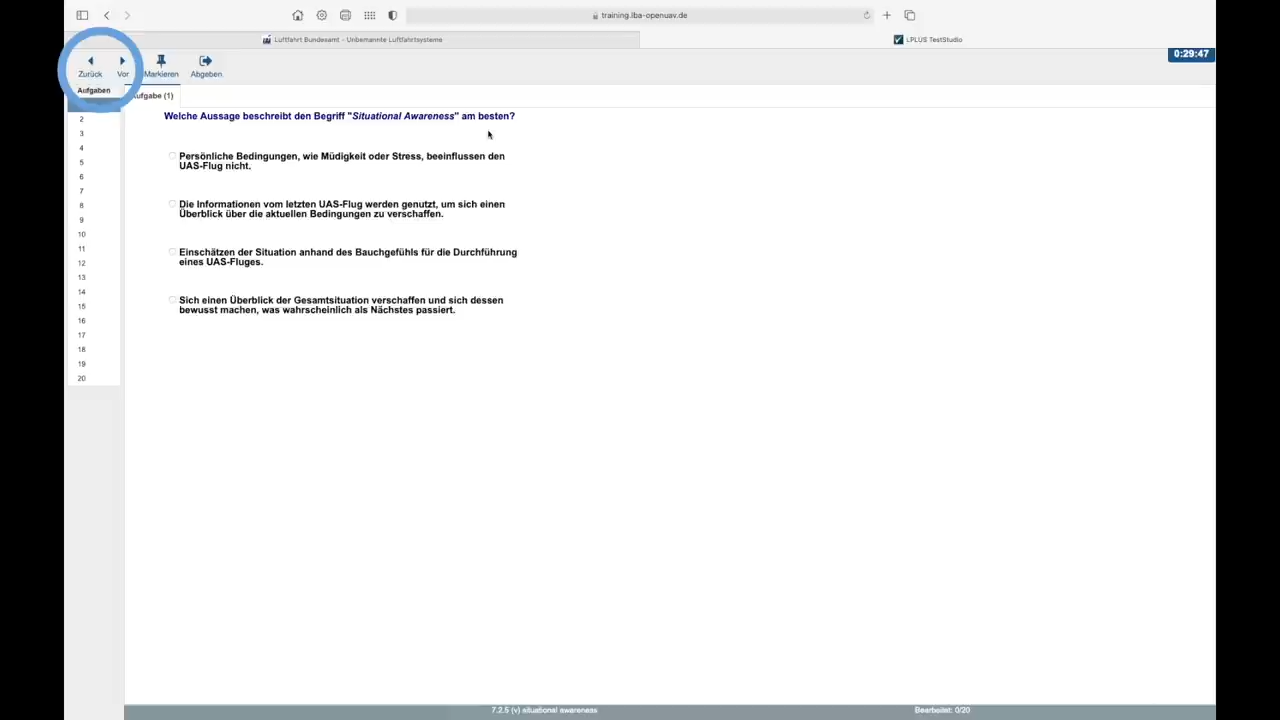 training.lba-openuav.de
Luftfahrt Bundesamt - Unbemannte Luftfahrtsysteme
LPLUS TestStudio
0:29:47
Zurück
Vor
Markieren
Abgeben
Aufgaben
Aufgabe (1)
Welche Aussage beschreibt den Begriff "Situational Awareness" am besten?
Persönliche Bedingungen, wie Müdigkeit oder Stress, beeinflussen den
UAS-Flug nicht.
Die Informationen vom letzten UAS-Flug werden genutzt, um sich einen
Überblick über die aktuellen Bedingungen zu verschaffen.
Einschätzen der Situation anhand des Bauchgefühls für die Durchführung
eines UAS-Fluges.
Sich einen Überblick der Gesamtsituation verschaffen und sich dessen
bewusst machen, was wahrscheinlich als Nächstes passiert.
2
3
4
5
6
7
8
9
10
11
12
13
14
15
16
17
18
19
20
7.2.5 (v) situational awareness
Bearbeitet: 0/20